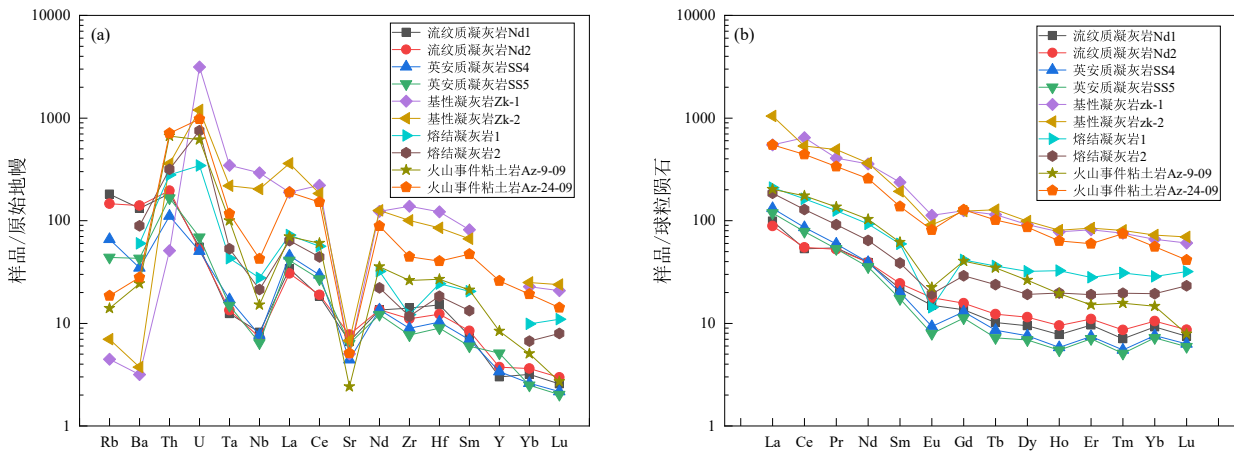 (a)
样品/原始地幔
10000
1000
100
10
1
Rb Ba Th U Ta Nb La Ce Sr Nd Zr Hf Sm Y Yb Lu
流纹质凝灰岩Nd1
流纹质凝灰岩Nd2
英安质凝灰岩SS4
英安质凝灰岩SS5
基性凝灰岩Zk-1
基性凝灰岩Zk-2
熔结凝灰岩1
熔结凝灰岩2
火山事件粘土岩Az-9-09
火山事件粘土岩Az-24-09
(b)
样品/球粒陨石
10000
1000
100
10
1
La Ce Pr Nd Sm Eu Gd Tb Dy Ho Er Tm Yb Lu
流纹质凝灰岩Nd1
流纹质凝灰岩Nd2
英安质凝灰岩SS4
英安质凝灰岩SS5
基性凝灰岩zk-1
基性凝灰岩zk-2
熔结凝灰岩1
熔结凝灰岩2
火山事件粘土岩Az-9-09
火山事件粘土岩Az-24-09